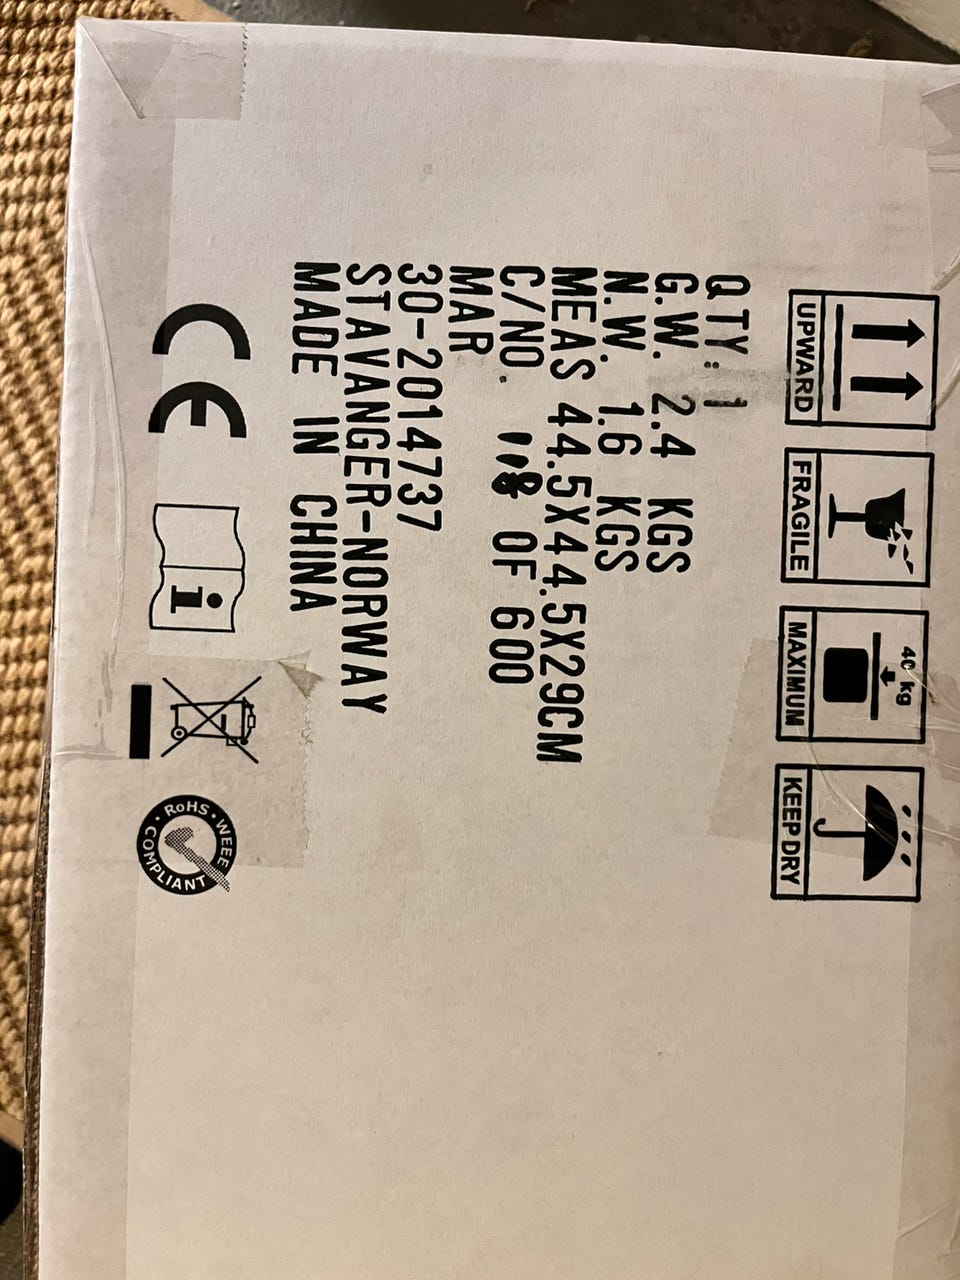 UPWARD
FRAGILE
40 kg
MAXIMUM
KEEP DRY
QTY: 1
G.W. 2.4 KGS
N.W. 1.6 KGS
MEAS 44.5X44.5X29CM
C/NO. OF 600
MAR
30-2014737
STAVANGER-NORWAY
MADE IN CHINA
CE
i
RoHS • WEEE
• COMPLIANT